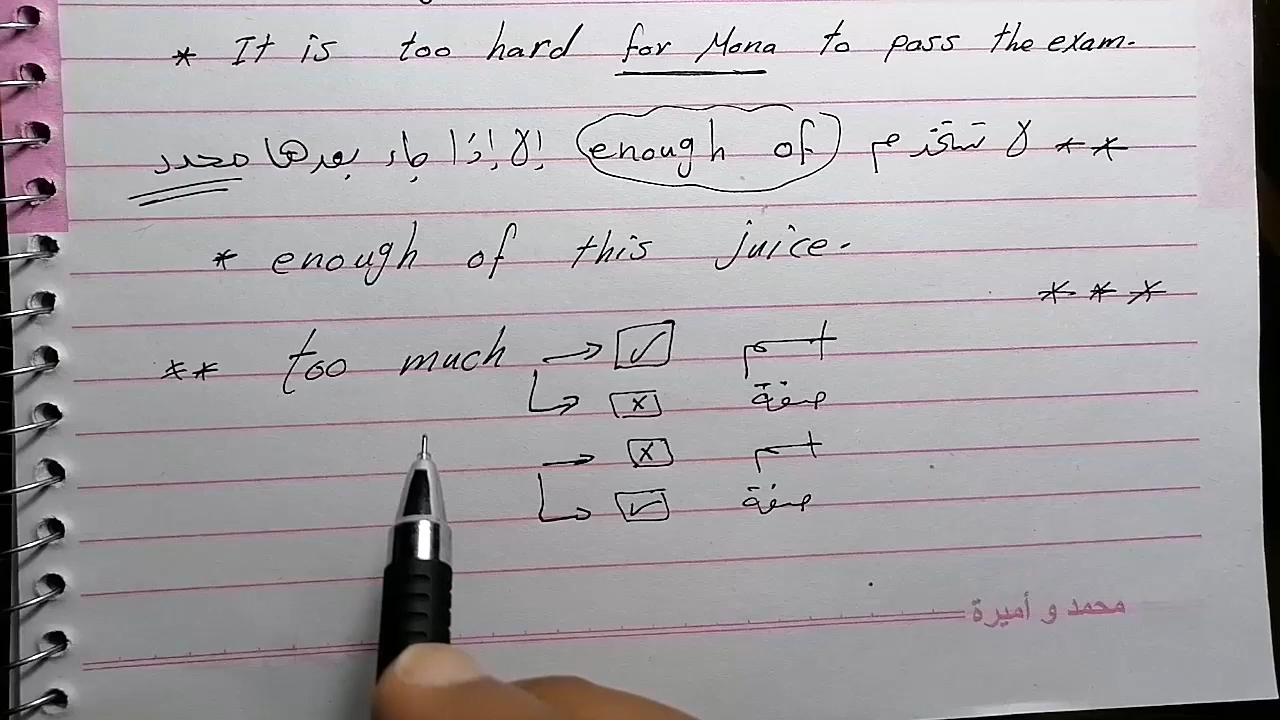 * It is too hard for Mona to pass the exam.
** لا تستخدم (enough of) إلا إذا جاء بعدها محدد
* enough of this juice.
***
** too much → ✓ اسم
↳ x صفة
→ x اسم
↳ ✓ صفة
محمد و أميرة